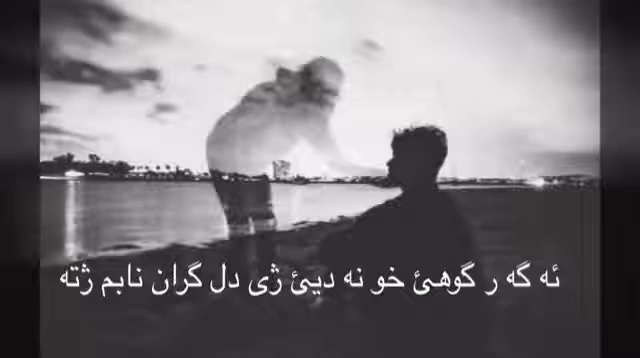 ئه گه ر گوهئ خو نه دیئ ژی دل گران نابم ژته